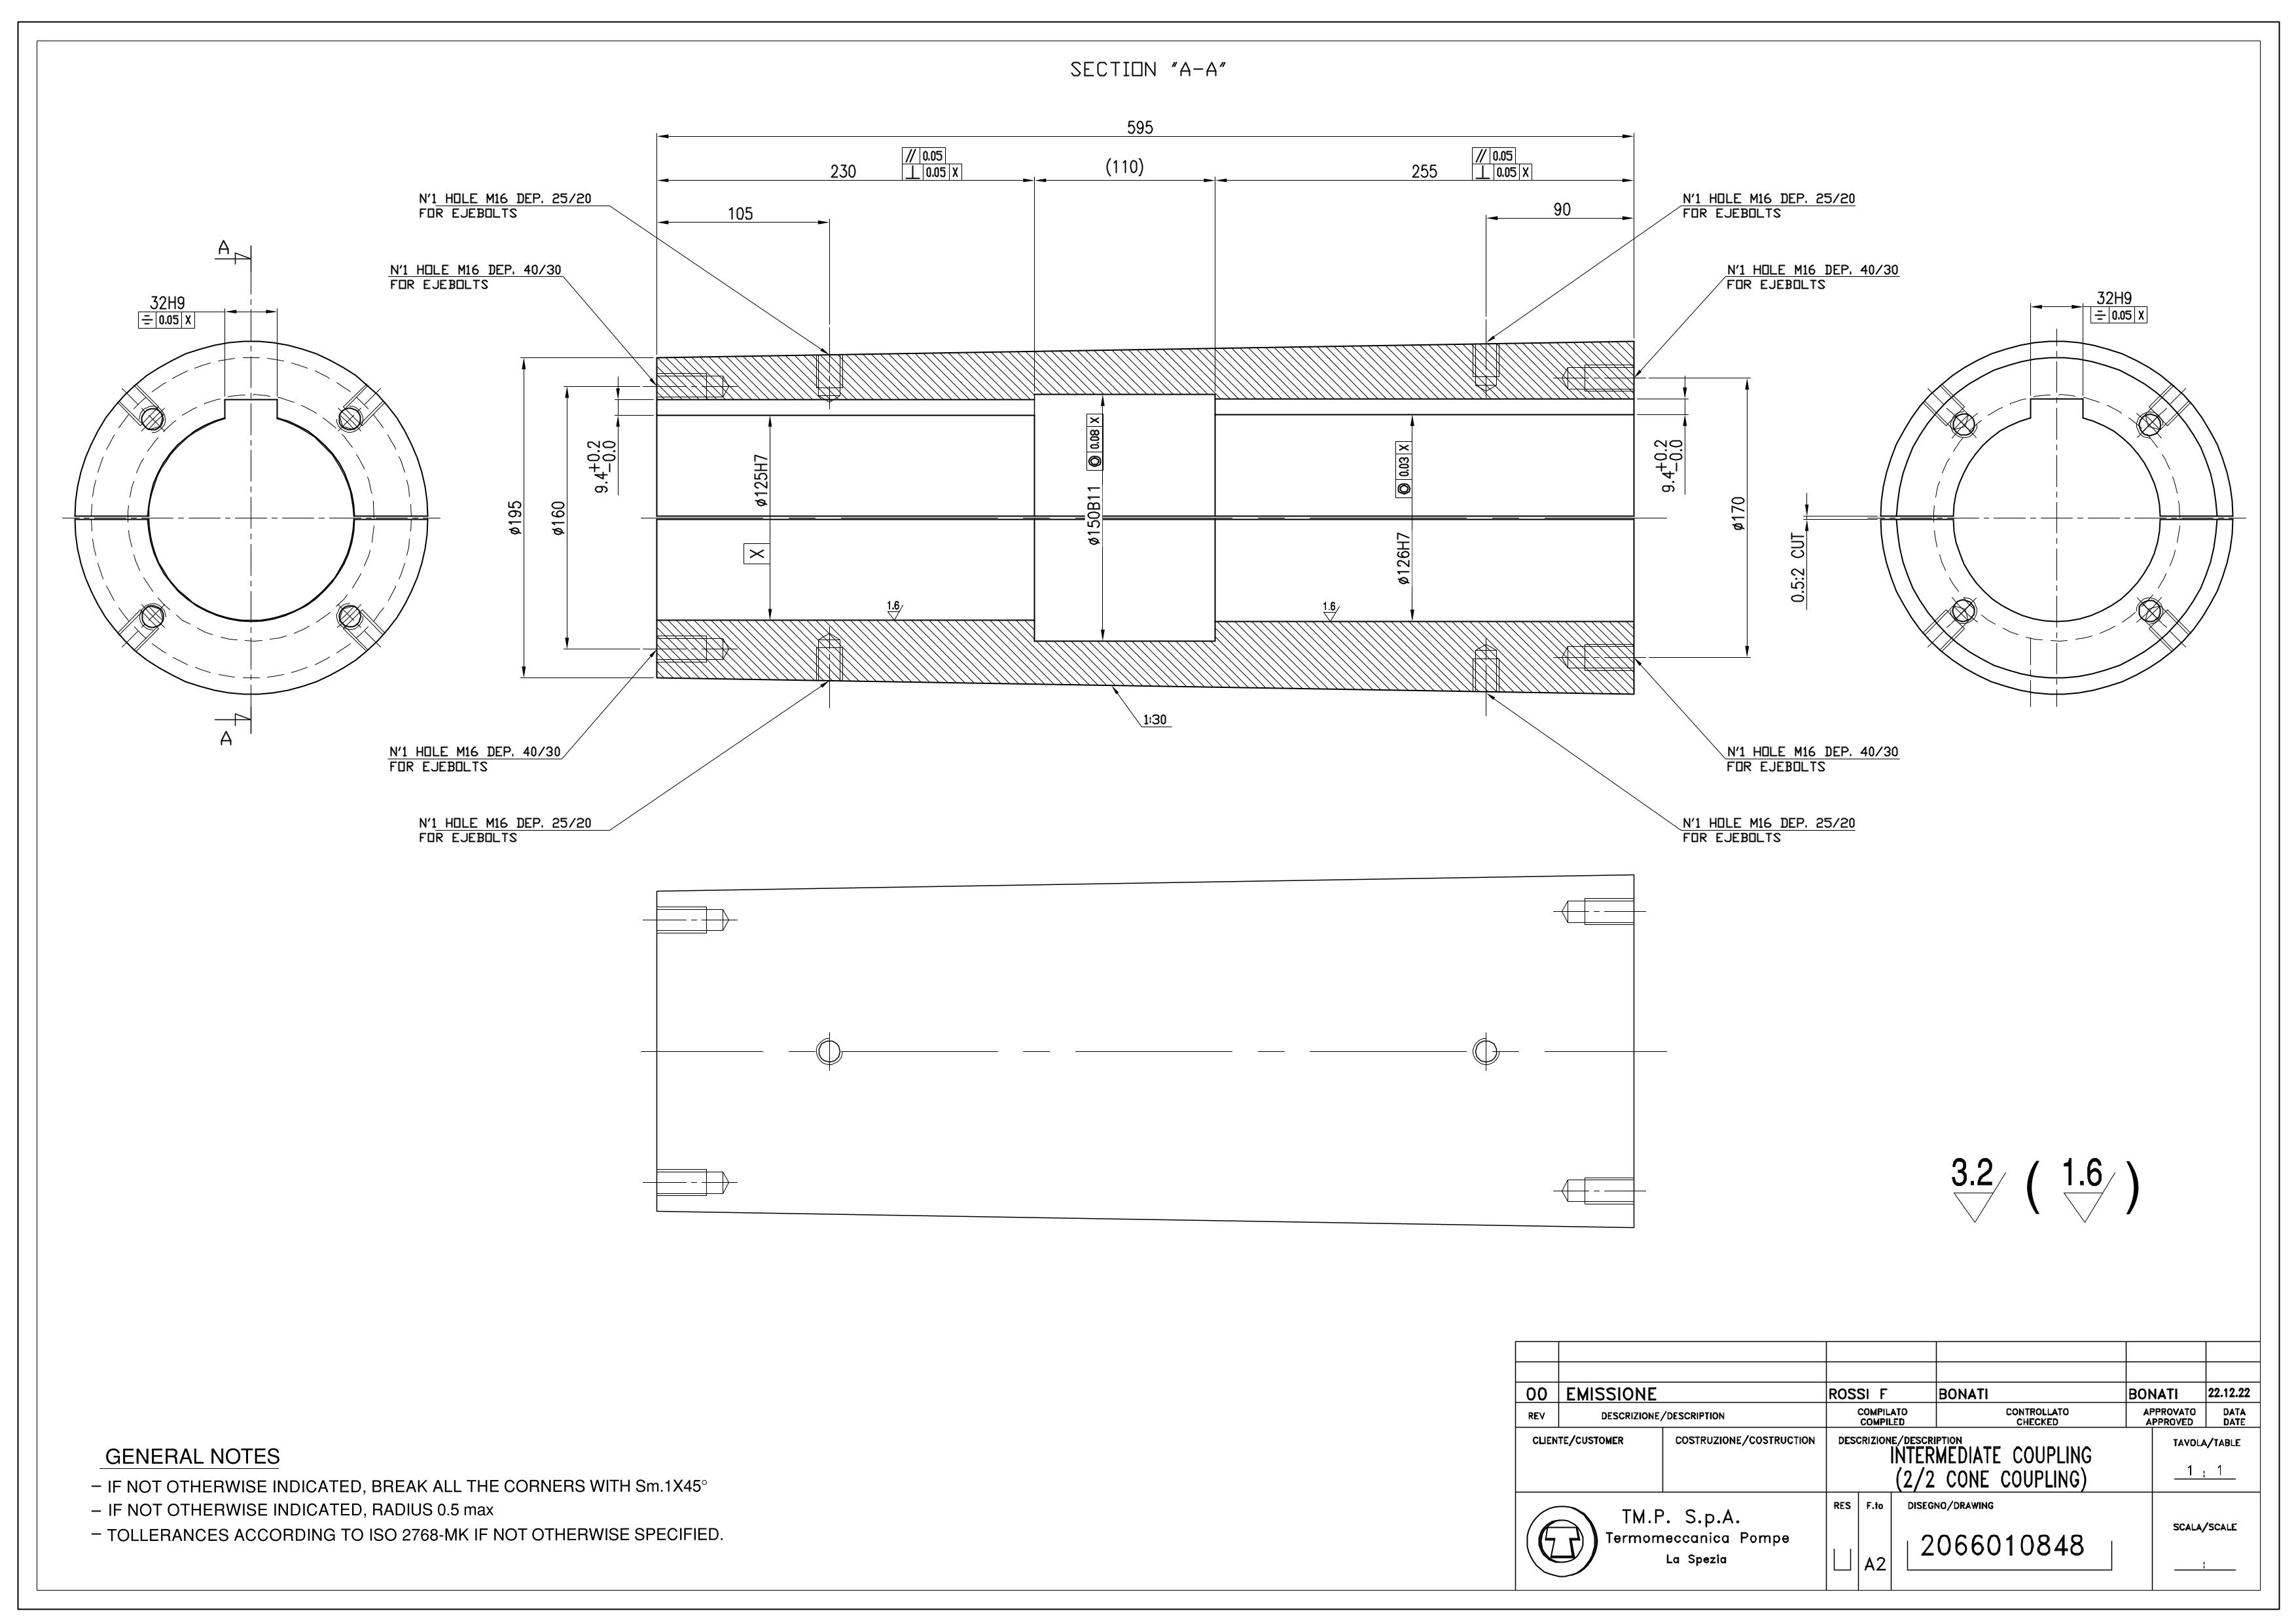 SECTION "A-A"
595
// 0.05
⊥ 0.05 X
230
(110)
// 0.05
⊥ 0.05 X
255
N'1 HOLE M16 DEP. 25/20
FOR EJEBOLTS
105
90
N'1 HOLE M16 DEP. 25/20
FOR EJEBOLTS
A
N'1 HOLE M16 DEP. 40/30
FOR EJEBOLTS
N'1 HOLE M16 DEP. 40/30
FOR EJEBOLTS
32H9
⌯ 0.05 X
32H9
⌯ 0.05 X
9.4+0.2
-0.0
ø195
ø160
ø125H7
X
◎ 0.08 X
ø150B11
◎ 0.03 X
ø126H7
9.4+0.2
-0.0
ø170
0.5:2 CUT
1.6
1.6
1:30
A
N'1 HOLE M16 DEP. 40/30
FOR EJEBOLTS
N'1 HOLE M16 DEP. 40/30
FOR EJEBOLTS
N'1 HOLE M16 DEP. 25/20
FOR EJEBOLTS
N'1 HOLE M16 DEP. 25/20
FOR EJEBOLTS
3.2 ( 1.6 )
GENERAL NOTES
– IF NOT OTHERWISE INDICATED, BREAK ALL THE CORNERS WITH Sm.1X45°
– IF NOT OTHERWISE INDICATED, RADIUS 0.5 max
– TOLLERANCES ACCORDING TO ISO 2768-MK IF NOT OTHERWISE SPECIFIED.
00 EMISSIONE ROSSI F BONATI BONATI 22.12.22
REV DESCRIZIONE/DESCRIPTION COMPILATO COMPILED CONTROLLATO CHECKED APPROVATO APPROVED DATA DATE
CLIENTE/CUSTOMER COSTRUZIONE/COSTRUCTION DESCRIZIONE/DESCRIPTION TAVOLA/TABLE
INTERMEDIATE COUPLING
(2/2 CONE COUPLING)
1 : 1
TM.P. S.p.A.
Termomeccanica Pompe
La Spezia
RES F.to DISEGNO/DRAWING
A2
2066010848
SCALA/SCALE
: